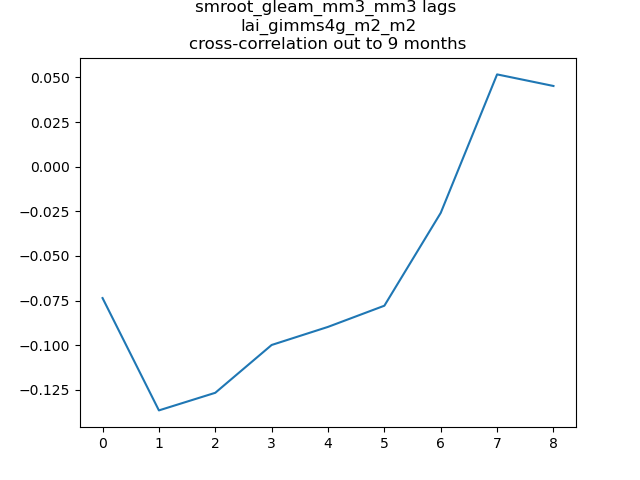 smroot_gleam_mm3_mm3 lags
lai_gimms4g_m2_m2
cross-correlation out to 9 months
0.050
0.025
0.000
−0.025
−0.050
−0.075
−0.100
−0.125
0 1 2 3 4 5 6 7 8